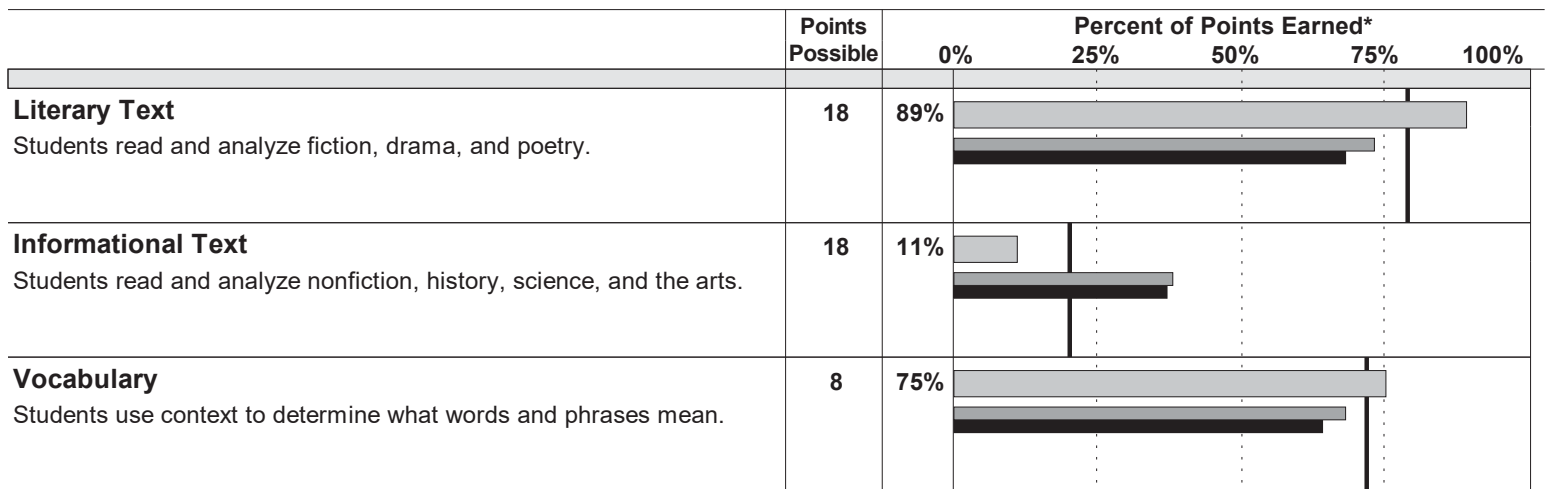 Points Possible
Percent of Points Earned*
0% 25% 50% 75% 100%
Literary Text 18 89%
Students read and analyze fiction, drama, and poetry.
Informational Text 18 11%
Students read and analyze nonfiction, history, science, and the arts.
Vocabulary 8 75%
Students use context to determine what words and phrases mean.